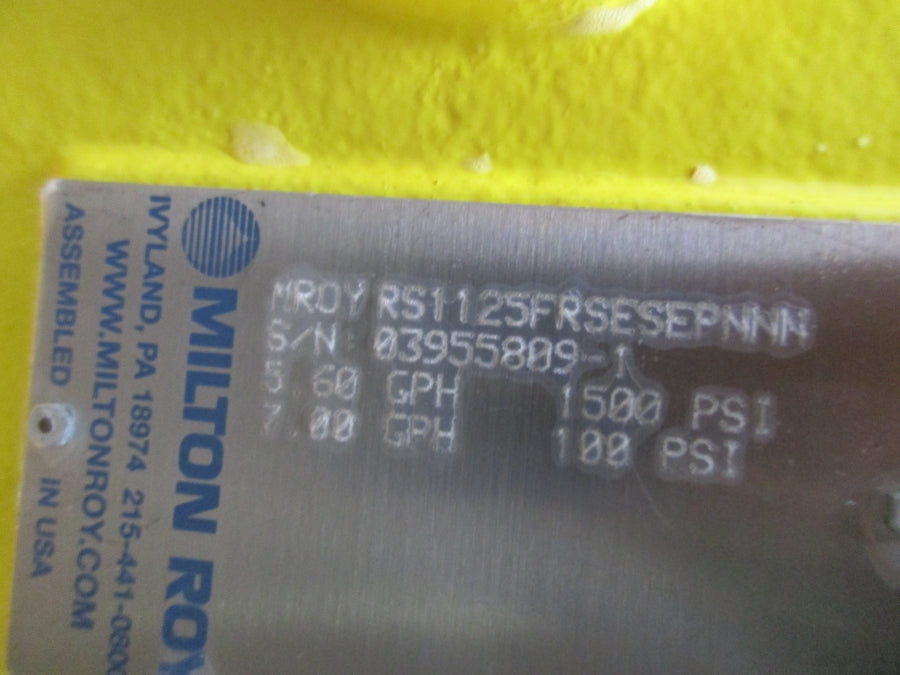 MROY RS1125FRSESEPNNN
S/N: 03955809-1
5.60 GPH 1500 PSI
7.00 GPH 100 PSI
MILTON ROY
IVYLAND, PA 18974 215-441-0800
WWW.MILTONROY.COM
ASSEMBLED IN USA